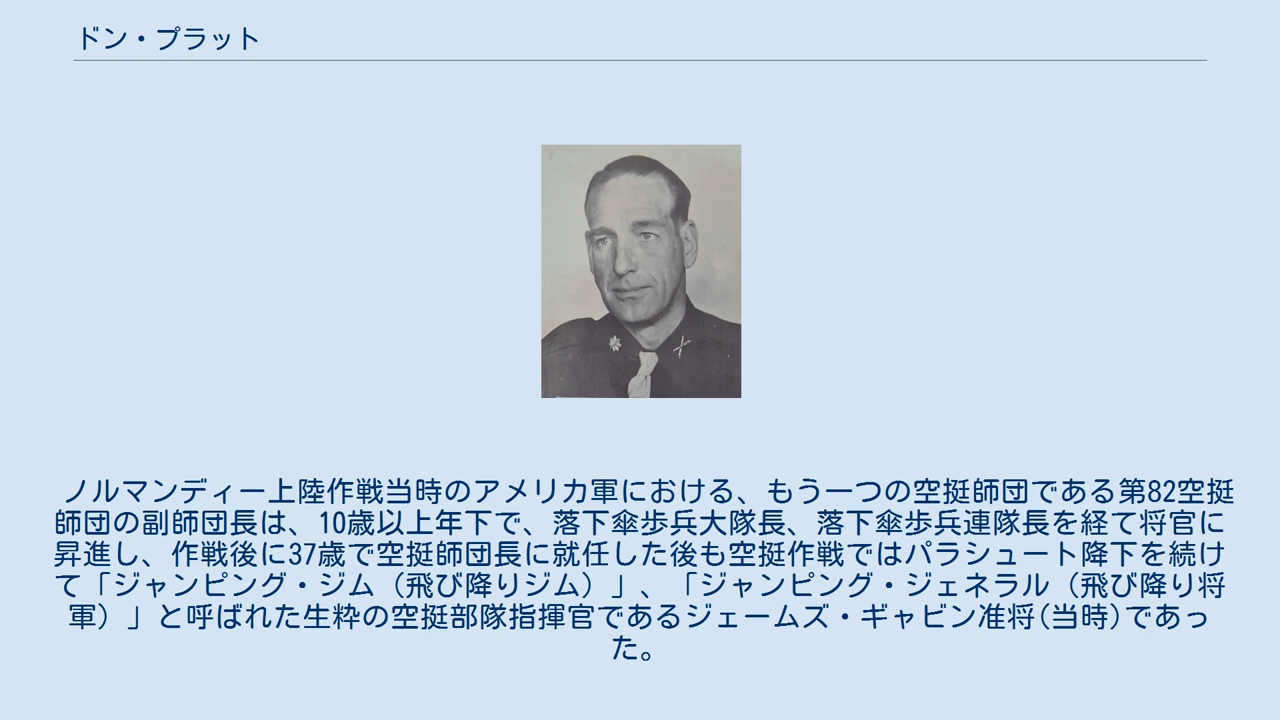 ドン・プラット
ノルマンディー上陸作戦当時のアメリカ軍における、もう一つの空挺師団である第82空挺
師団の副師団長は、10歳以上年下で、落下傘歩兵大隊長、落下傘歩兵連隊長を経て将官に
昇進し、作戦後に37歳で空挺師団長に就任した後も空挺作戦ではパラシュート降下を続け
て「ジャンピング・ジム（飛び降りジム）」、「ジャンピング・ジェネラル（飛び降り将
軍）」と呼ばれた生粋の空挺部隊指揮官であるジェームズ・ギャビン准将(当時)であっ
た。